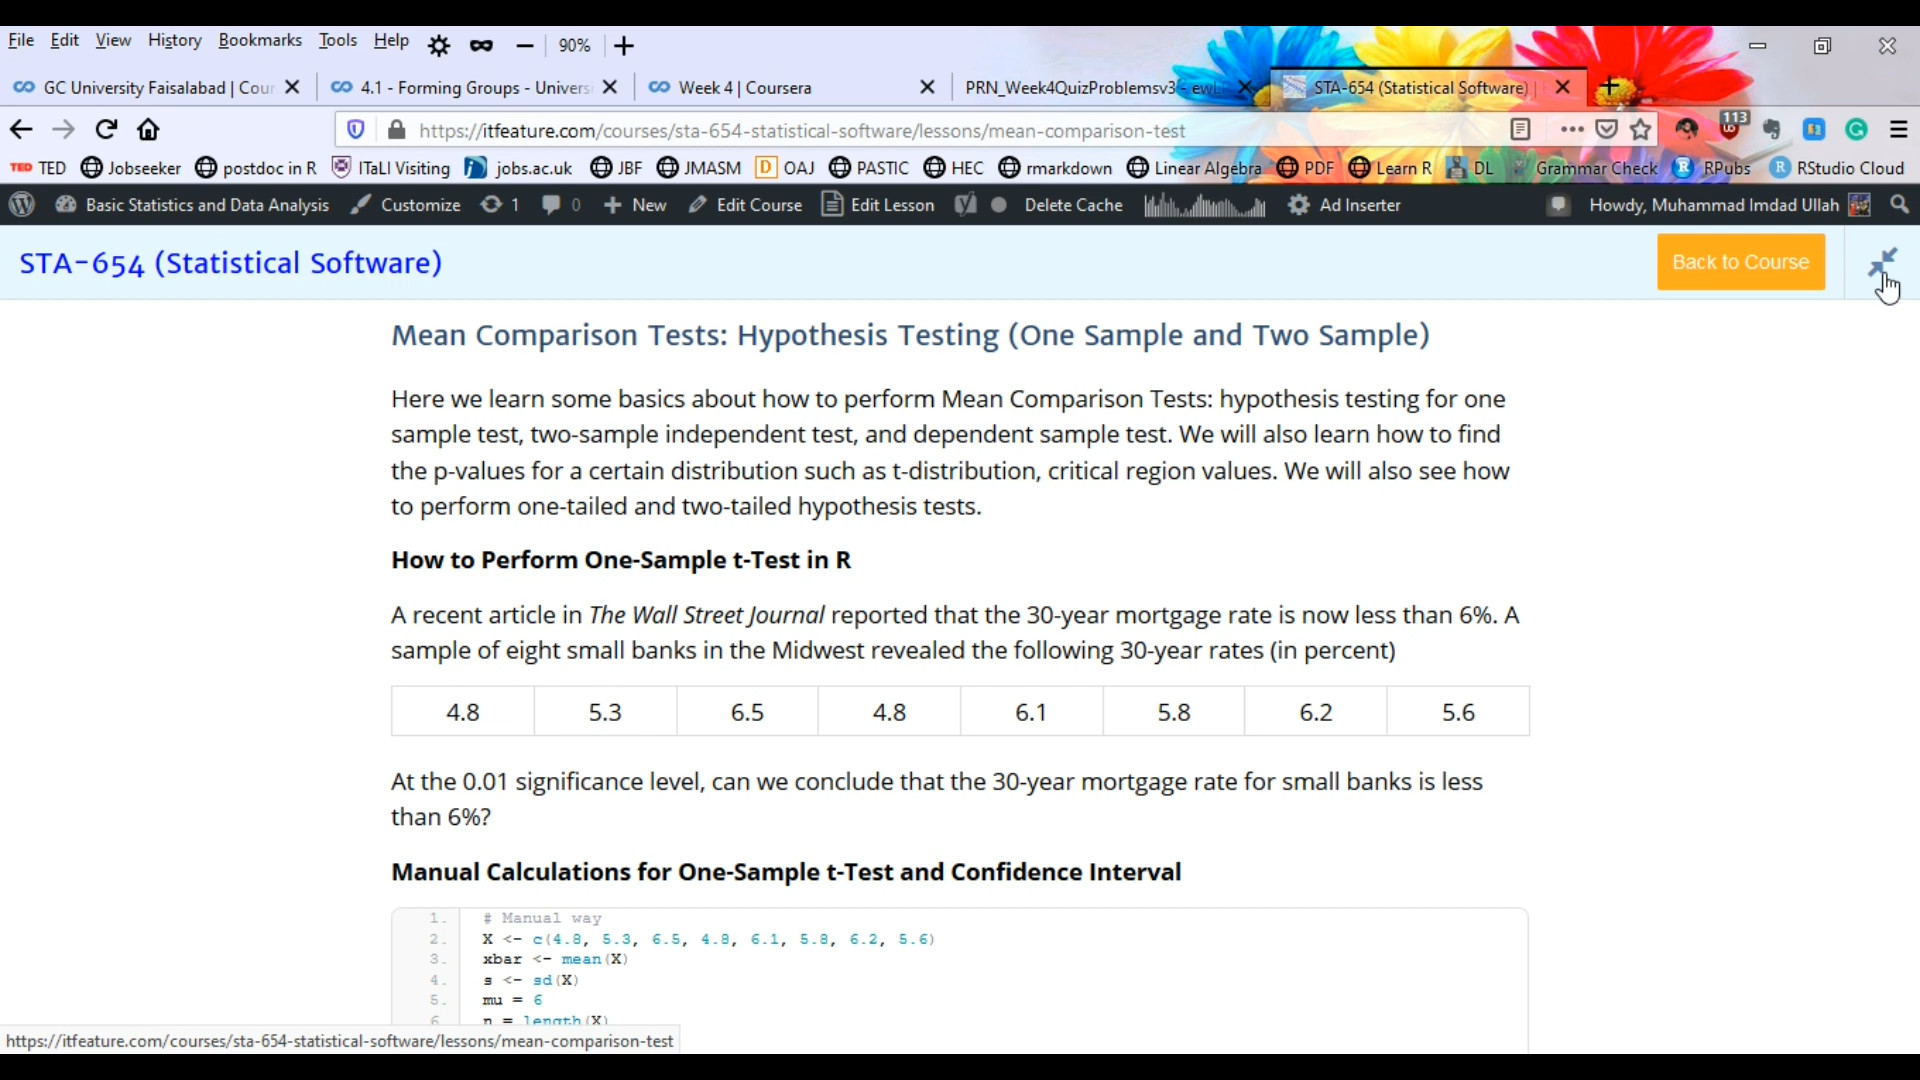 File Edit View History Bookmarks Tools Help 90%
GC University Faisalabad | Cour 4.1 - Forming Groups - Univers Week 4 | Coursera PRN_Week4QuizProblemsv3 STA-654 (Statistical Software) |
https://itfeature.com/courses/sta-654-statistical-software/lessons/mean-comparison-test 113
TED TED Jobseeker postdoc in R ITaLI Visiting jobs.ac.uk JBF JMASM OAJ PASTIC HEC rmarkdown Linear Algebra PDF Learn R DL Grammar Check RPubs RStudio Cloud
Basic Statistics and Data Analysis Customize 1 0 New Edit Course Edit Lesson Delete Cache Ad Inserter Howdy, Muhammad Imdad Ullah
STA-654 (Statistical Software) Back to Course
Mean Comparison Tests: Hypothesis Testing (One Sample and Two Sample)
Here we learn some basics about how to perform Mean Comparison Tests: hypothesis testing for one
sample test, two-sample independent test, and dependent sample test. We will also learn how to find
the p-values for a certain distribution such as t-distribution, critical region values. We will also see how
to perform one-tailed and two-tailed hypothesis tests.
How to Perform One-Sample t-Test in R
A recent article in The Wall Street Journal reported that the 30-year mortgage rate is now less than 6%. A
sample of eight small banks in the Midwest revealed the following 30-year rates (in percent)
4.8 5.3 6.5 4.8 6.1 5.8 6.2 5.6
At the 0.01 significance level, can we conclude that the 30-year mortgage rate for small banks is less
than 6%?
Manual Calculations for One-Sample t-Test and Confidence Interval
1. # Manual way
2. X <- c(4.8, 5.3, 6.5, 4.8, 6.1, 5.8, 6.2, 5.6)
3. xbar <- mean(X)
4. s <- sd(X)
5. mu = 6
6. n = length(X)
https://itfeature.com/courses/sta-654-statistical-software/lessons/mean-comparison-test